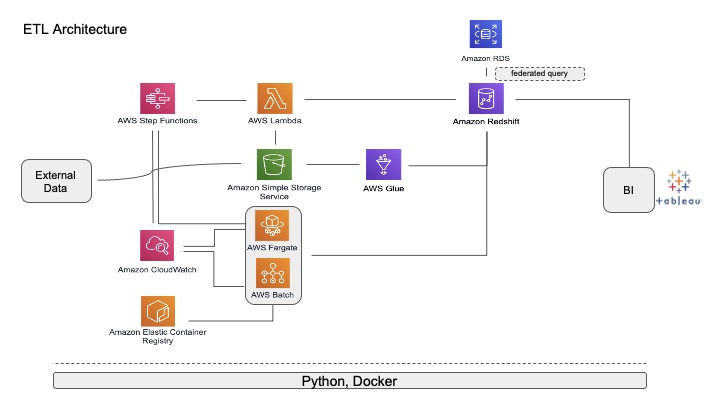 ETL Architecture
Amazon RDS
federated query
AWS Step Functions
AWS Lambda
Amazon Redshift
External
Data
Amazon Simple Storage
Service
AWS Glue
BI
+ableau
AWS Fargate
Amazon CloudWatch
AWS Batch
Amazon Elastic Container
Registry
Python, Docker